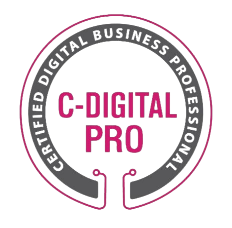 CERTIFIED DIGITAL BUSINESS PROFESSIONAL
C-DIGITAL
PRO